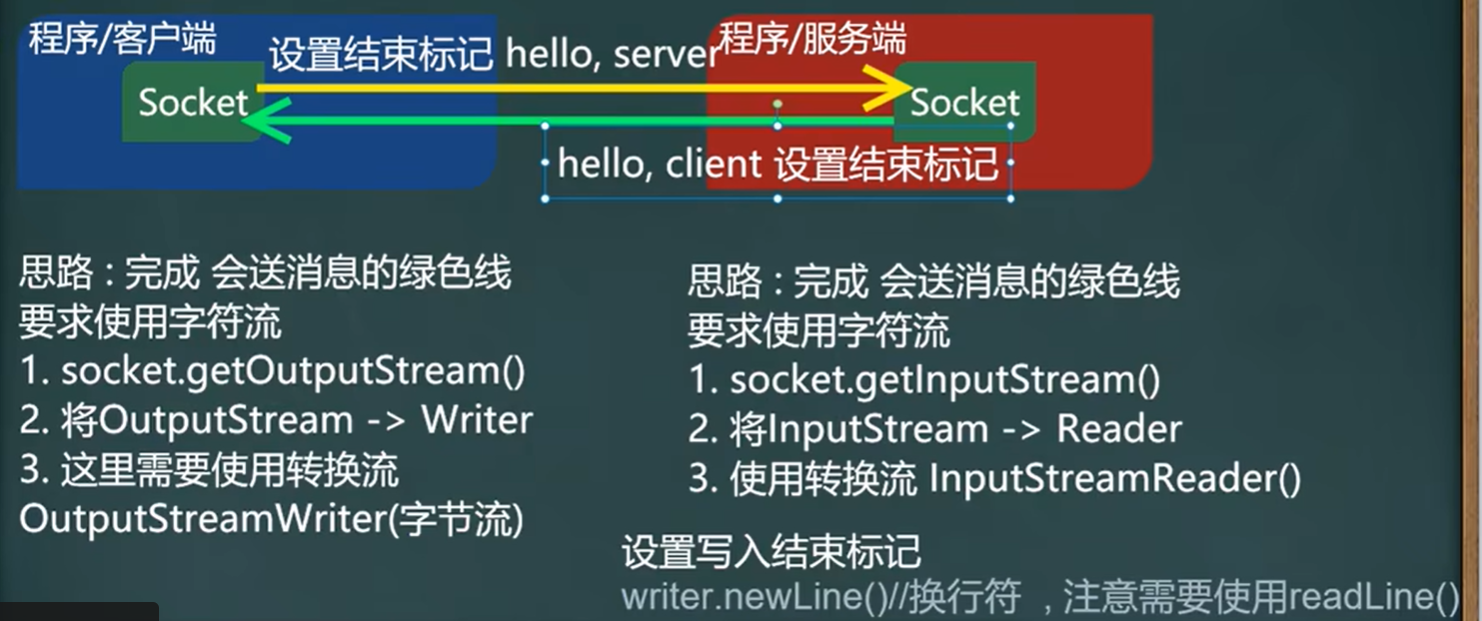 程序/客户端
设置结束标记 hello, server
程序/服务端
Socket
Socket
hello, client 设置结束标记
思路：完成 会送消息的绿色线
要求使用字符流
1. socket.getOutputStream()
2. 将OutputStream -> Writer
3. 这里需要使用转换流
OutputStreamWriter(字节流)
思路：完成 会送消息的绿色线
要求使用字符流
1. socket.getInputStream()
2. 将InputStream -> Reader
3. 使用转换流 InputStreamReader()
设置写入结束标记
writer.newLine()//换行符 ，注意需要使用readLine()